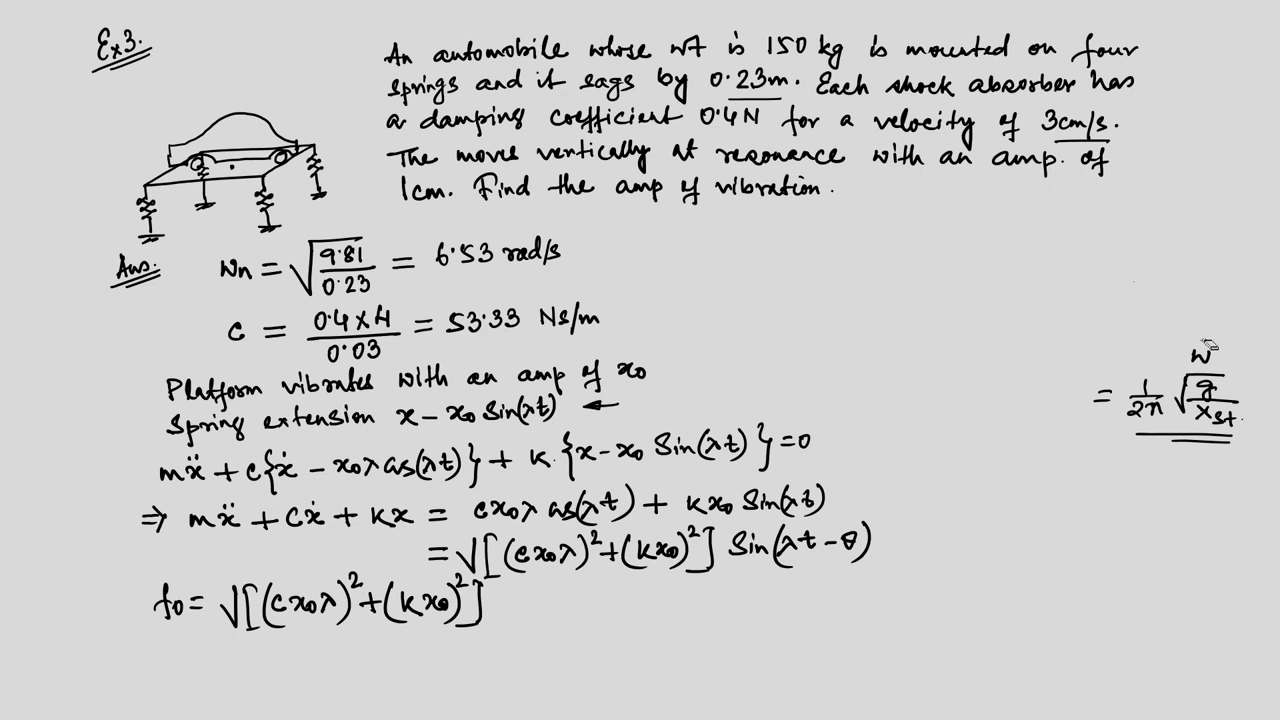 Ex3.
An automobile whose wt is 150 kg is mounted on four
springs and it sags by 0.23m. Each shock absorber has
a damping coefficient 0.4N for a velocity of 3cm/s.
The moves vertically at resonance with an amp. of
1cm. Find the amp of vibration.
Ans. Wn = √(9.81/0.23) = 6.53 rad/s
c = (0.4×4)/0.03 = 53.33 Ns/m
Platform vibrates with an amp of x₀
Spring extension x - x₀ Sin(λt) ←
mẍ + c{ẋ - x₀λ cos(λt)} + k.{x - x₀ Sin(λt)} = 0
⇒ mẍ + cẋ + kx = cx₀λ cos(λt) + kx₀ Sin(λt)
= √[(cx₀λ)² + (kx₀)²] Sin(λt - θ)
f₀ = √[(cx₀λ)² + (kx₀)²]
w
= 1/2π √(g/xst.)